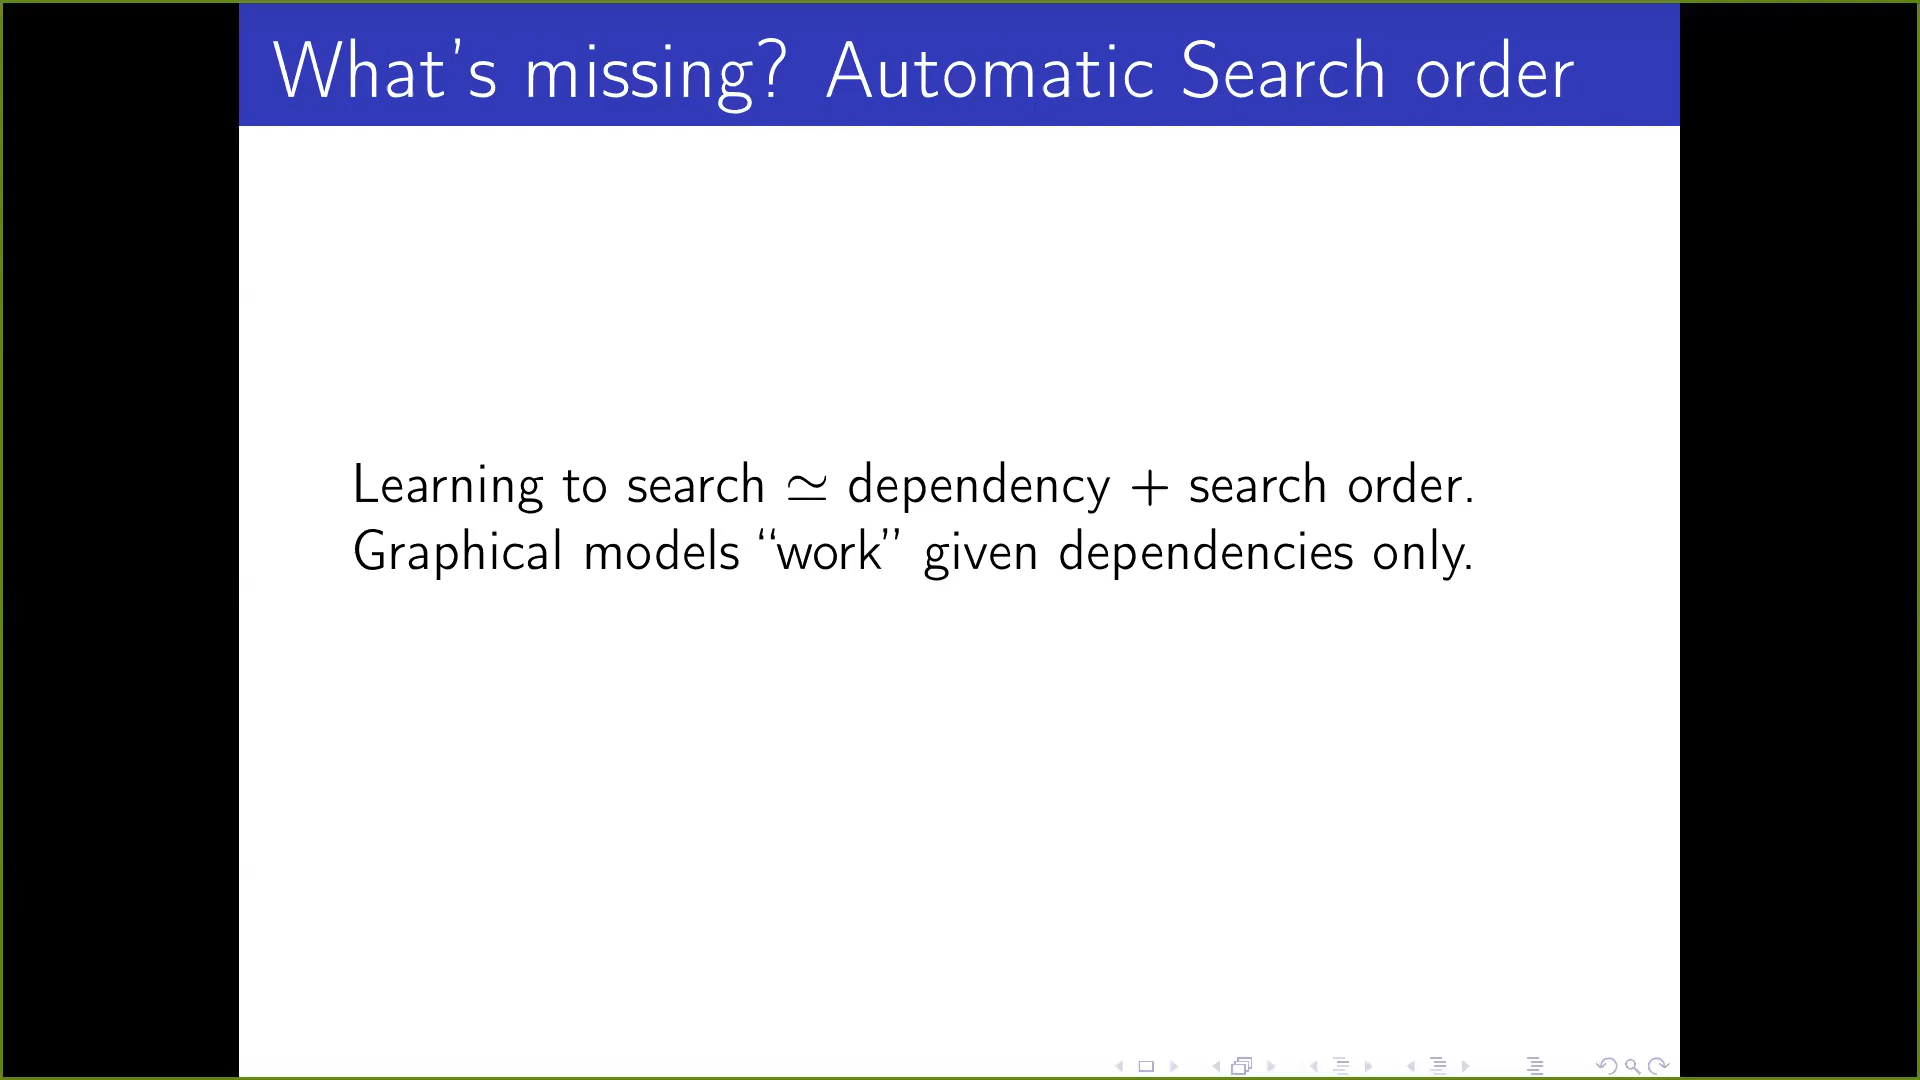 What's missing? Automatic Search order
Learning to search ≃ dependency + search order.
Graphical models “work” given dependencies only.